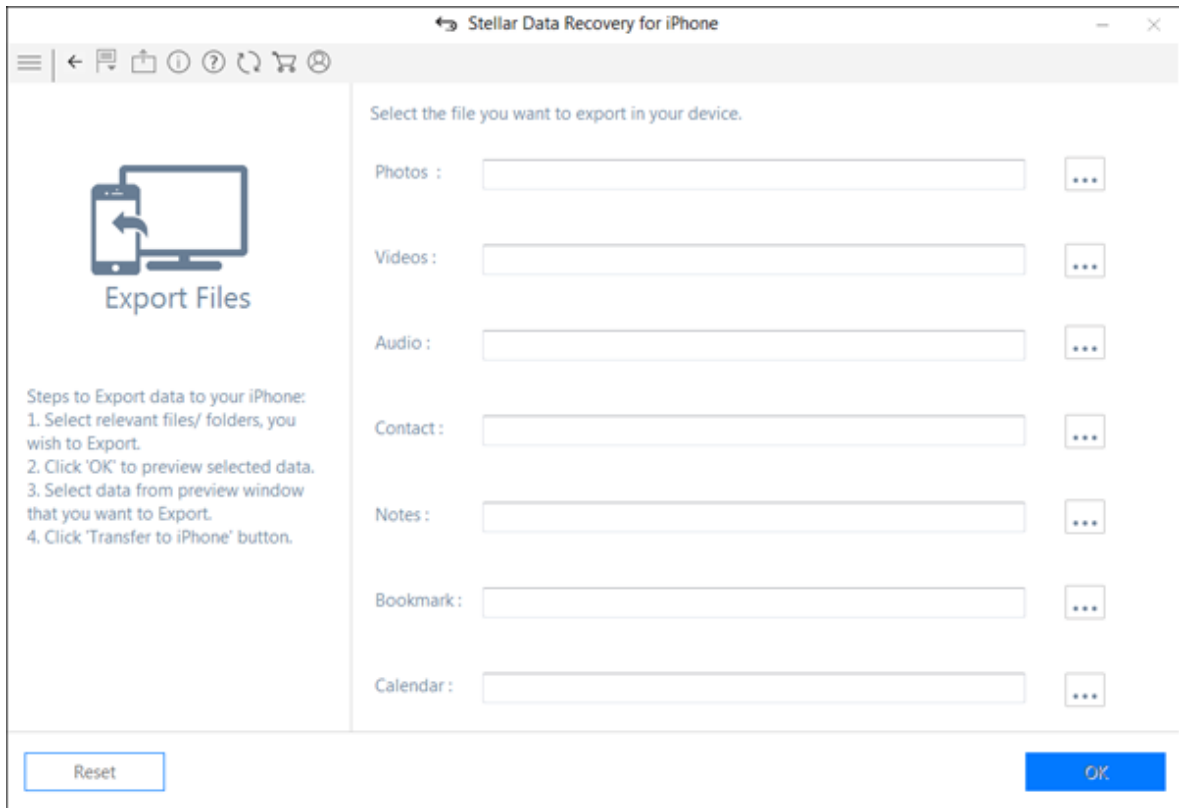 Stellar Data Recovery for iPhone
Select the file you want to export in your device.
Export Files
Steps to Export data to your iPhone:
1. Select relevant files/ folders, you
wish to Export.
2. Click 'OK' to preview selected data.
3. Select data from preview window
that you want to Export.
4. Click 'Transfer to iPhone' button.
Photos :
...
Videos :
...
Audio :
...
Contact :
...
Notes :
...
Bookmark :
...
Calendar :
...
Reset
OK